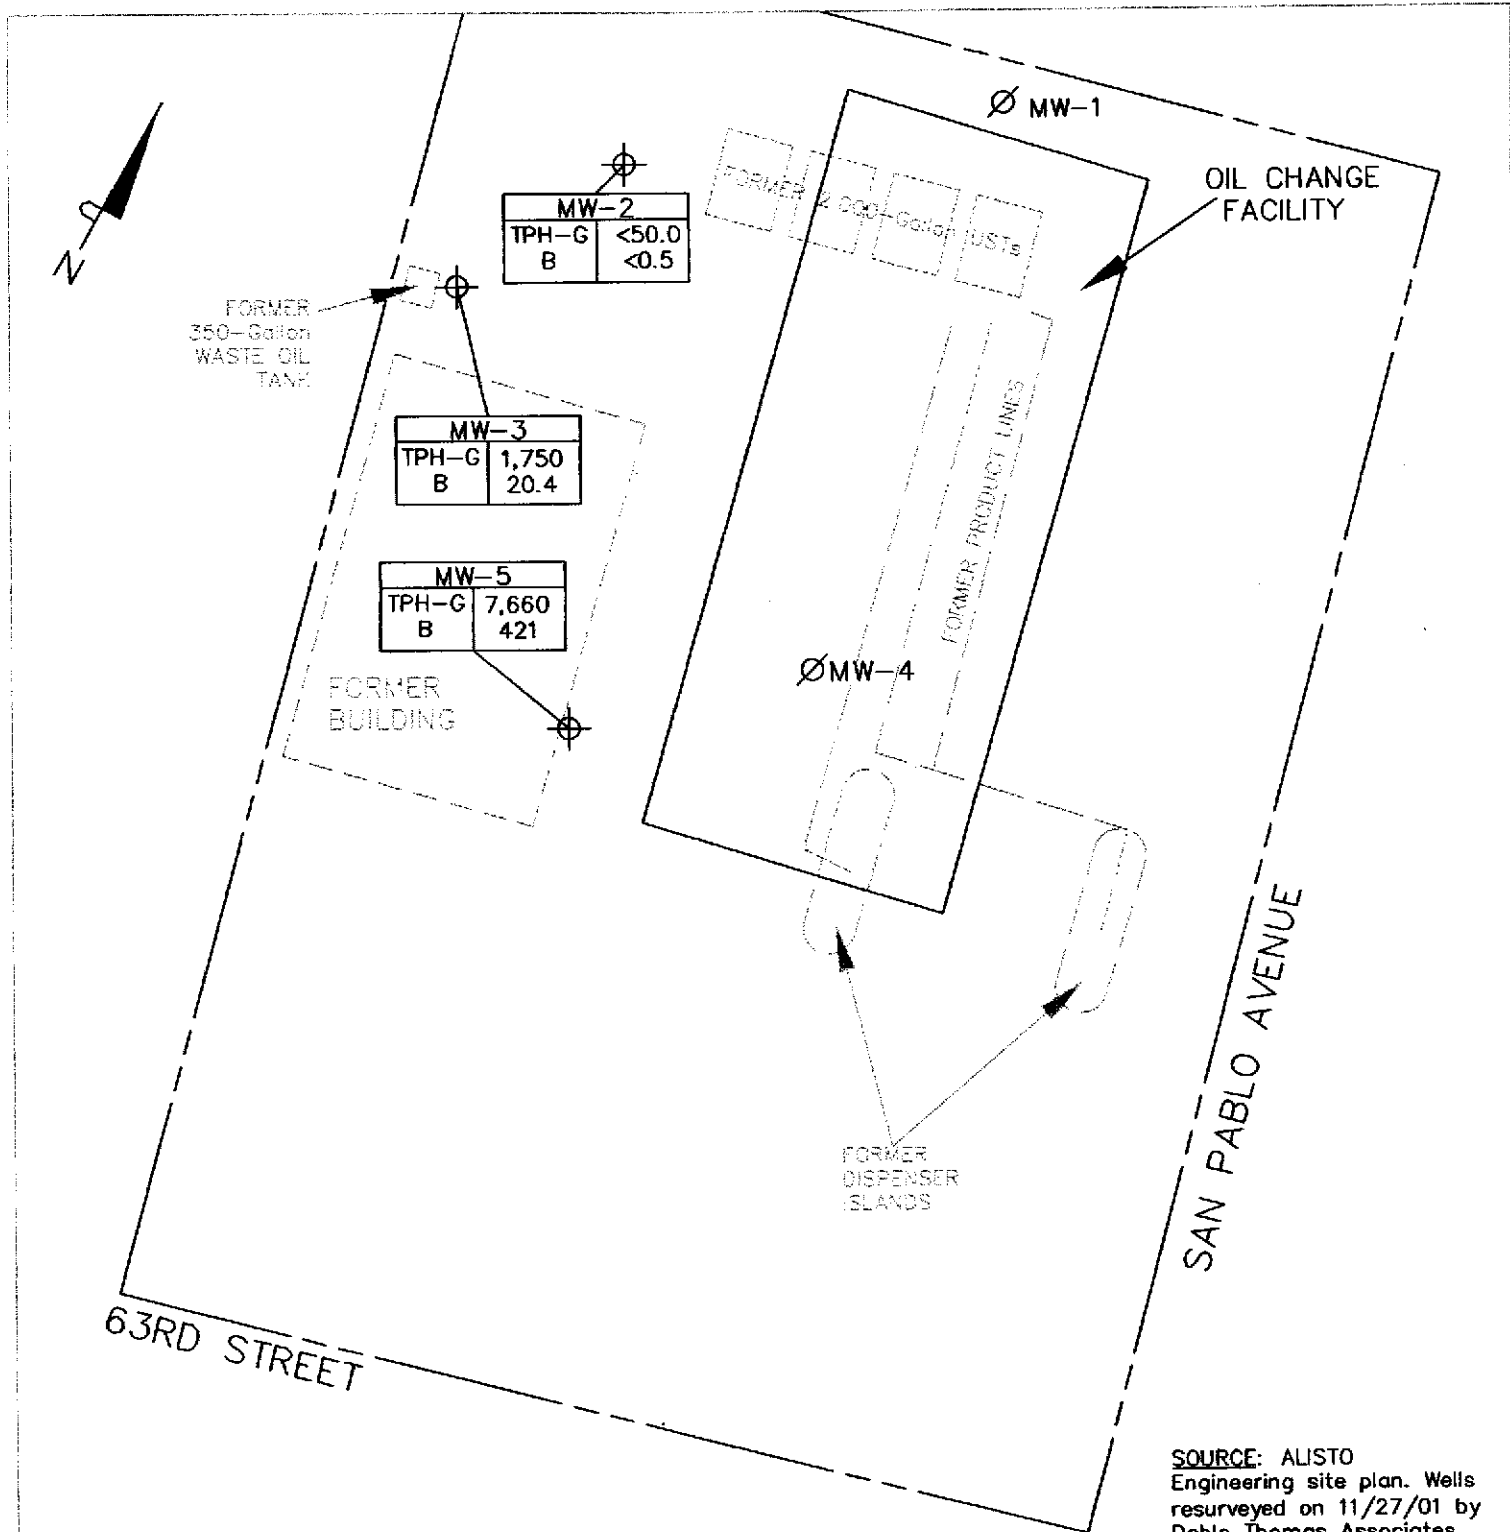 MW-1
OIL CHANGE
FACILITY
FORMER 2,000-Gallon USTs
MW-2
TPH-G <50.0
B <0.5
N
FORMER
350-Gallon
WASTE OIL
TANK
MW-3
TPH-G 1,750
B 20.4
FORMER PRODUCT LINES
MW-5
TPH-G 7,660
B 421
MW-4
FORMER
BUILDING
SAN PABLO AVENUE
FORMER
DISPENSER
ISLANDS
63RD STREET
SOURCE: ALISTO
Engineering site plan. Wells
resurveyed on 11/27/01 by
Thomas Associates